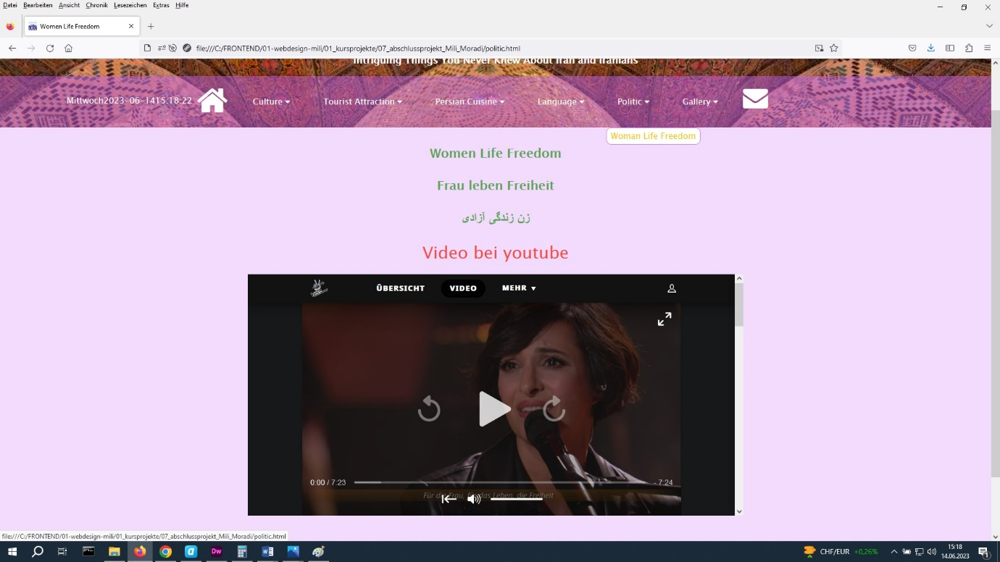 Datei Bearbeiten Ansicht Chronik Lesezeichen Extras Hilfe
Women Life Freedom
file:///C:/FRONTEND/01-webdesign-mili/01_kursprojekte/07_abschlussprojekt_Mili_Moradi/politic.html
Intriguing Things You Never Knew About Iran and Iranians
Mittwoch2023-06-1415:18:22 Culture Tourist Attraction Persian Cuisine Language Politic Gallery
Woman Life Freedom
Women Life Freedom
Frau leben Freiheit
زن زندگی آزادی
Video bei youtube
ÜBERSICHT VIDEO MEHR
0:00 / 7:23 - 7:24
Für die Frau, für das Leben, die Freiheit
file:///C:/FRONTEND/01-webdesign-mili/01_kursprojekte/07_abschlussprojekt_Mili_Moradi/politic.html
Dw CHF/EUR +0,26% 15:18
14.06.2023